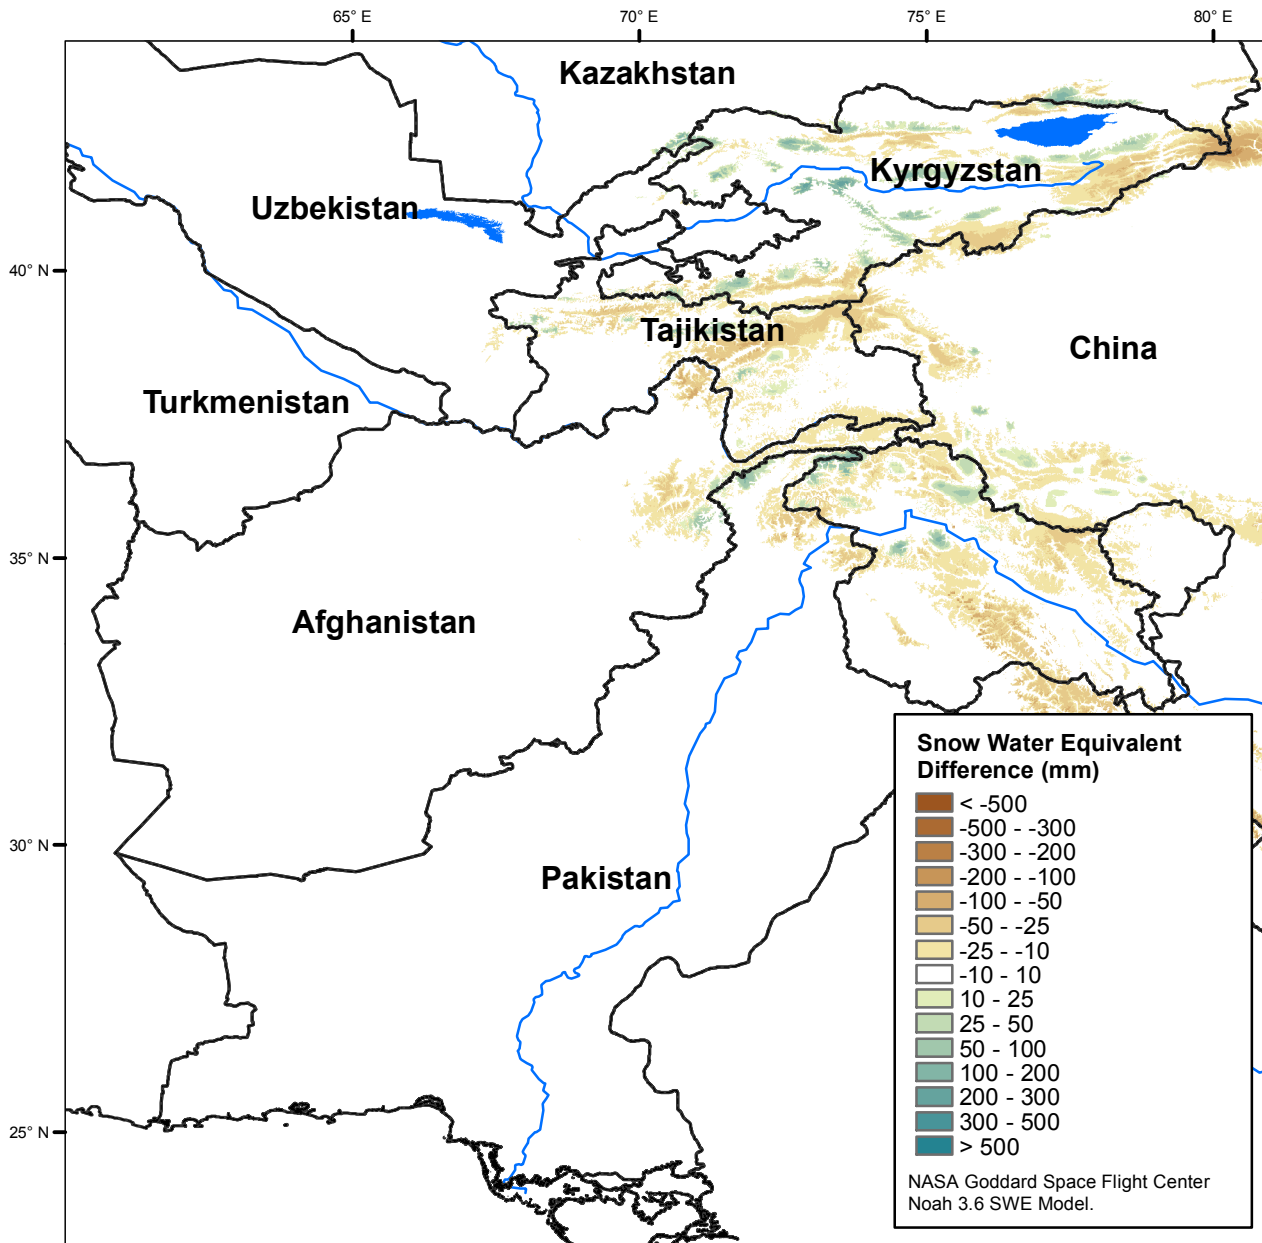 65° E
70° E
75° E
80° E
Kazakhstan
Kyrgyzstan
Uzbekistan
40° N
Tajikistan
China
Turkmenistan
35° N
Afghanistan
30° N
Pakistan
25° N
Snow Water Equivalent
Difference (mm)
< -500
-500 - -300
-300 - -200
-200 - -100
-100 - -50
-50 - -25
-25 - -10
-10 - 10
10 - 25
25 - 50
50 - 100
100 - 200
200 - 300
300 - 500
> 500
NASA Goddard Space Flight Center
Noah 3.6 SWE Model.